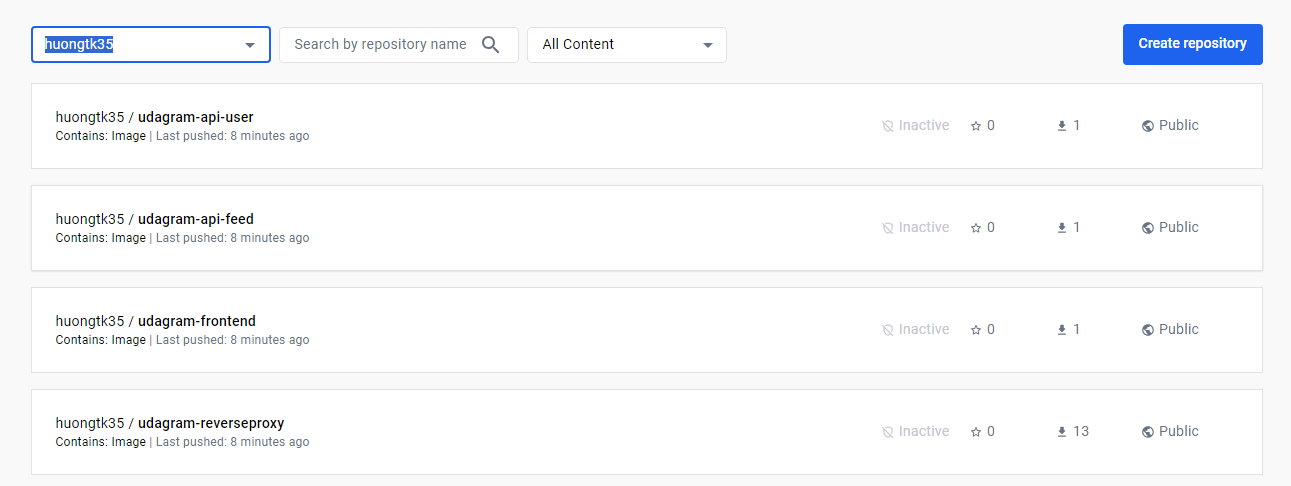 huongtk35
Search by repository name
All Content
Create repository
huongtk35 / udagram-api-user
Contains: Image | Last pushed: 8 minutes ago
Inactive
0
1
Public
huongtk35 / udagram-api-feed
Contains: Image | Last pushed: 8 minutes ago
Inactive
0
1
Public
huongtk35 / udagram-frontend
Contains: Image | Last pushed: 8 minutes ago
Inactive
0
1
Public
huongtk35 / udagram-reverseproxy
Contains: Image | Last pushed: 8 minutes ago
Inactive
0
13
Public